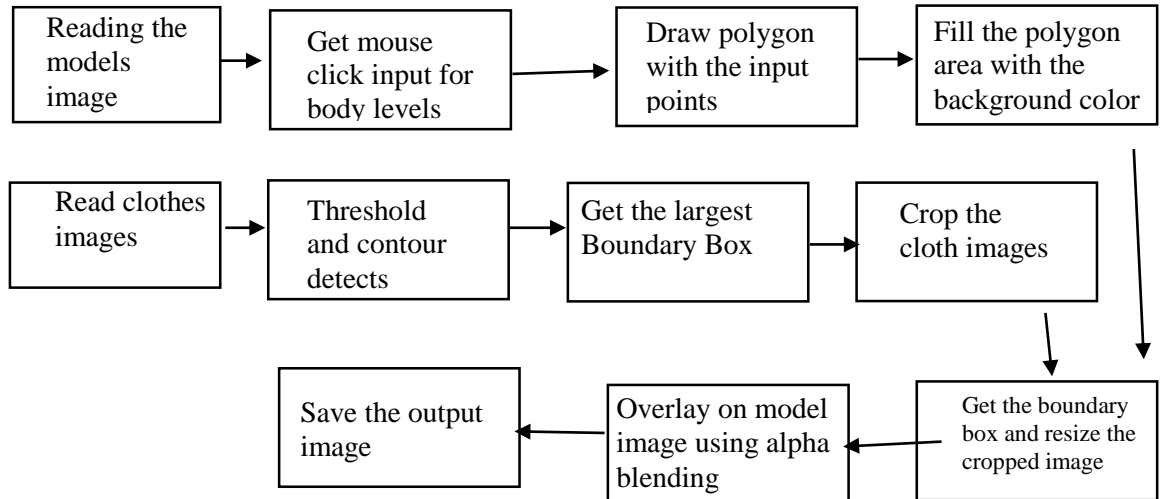 Reading the
models
image
Get mouse
click input for
body levels
Draw polygon
with the input
points
Fill the polygon
area with the
background color
Read clothes
images
Threshold
and contour
detects
Get the largest
Boundary Box
Crop the
cloth images
Save the output
image
Overlay on model
image using alpha
blending
Get the boundary
box and resize the
cropped image